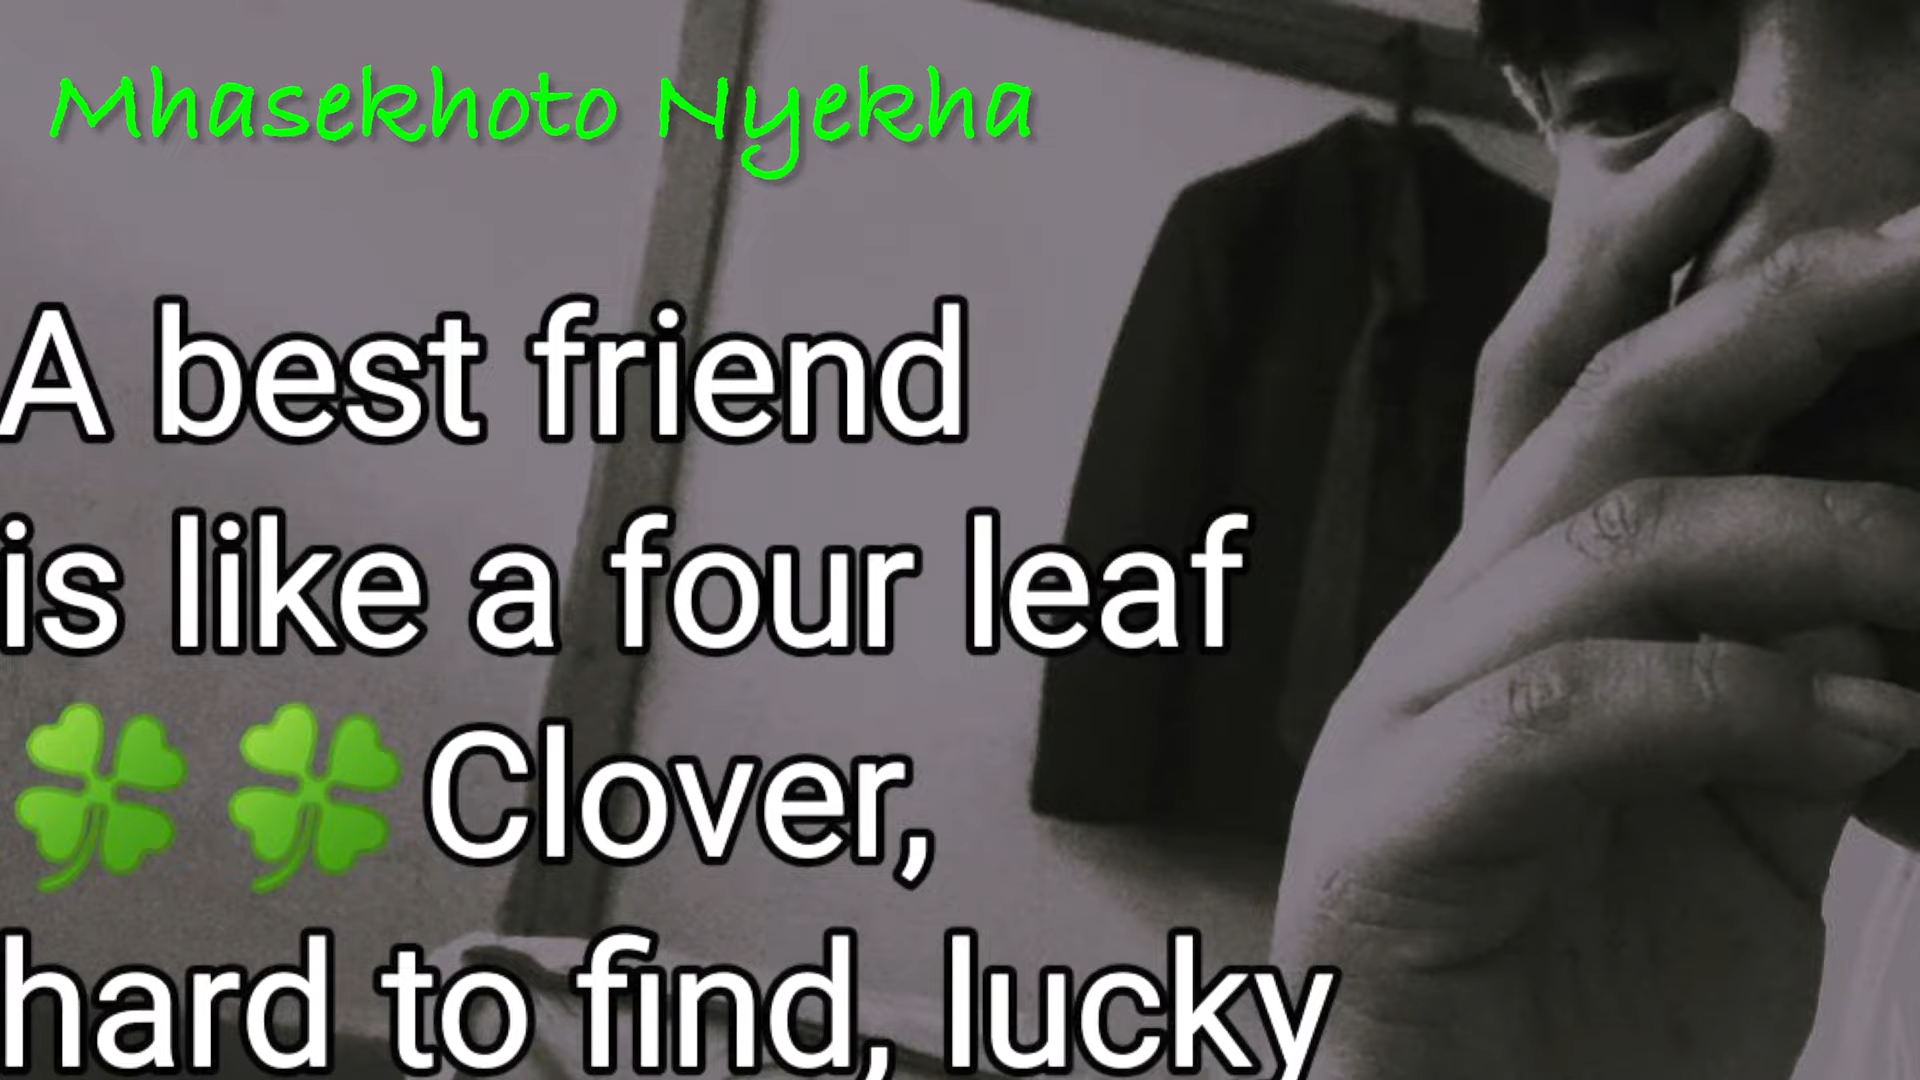 Mhasekhoto Nyekha
A best friend
is like a four leaf
🍀🍀Clover,
hard to find, lucky